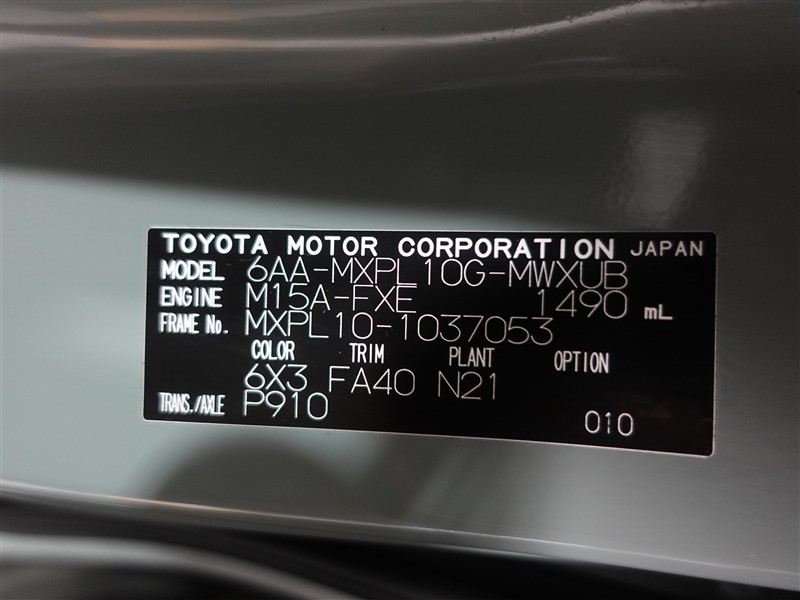 TOYOTA MOTOR CORPORATION JAPAN
MODEL 6AA-MXPL10G-MWXUB
ENGINE M15A-FXE 1490 mL
FRAME No. MXPL10-1037053
COLOR TRIM PLANT OPTION
6X3 FA40 N21
TRANS./AXLE P910
010